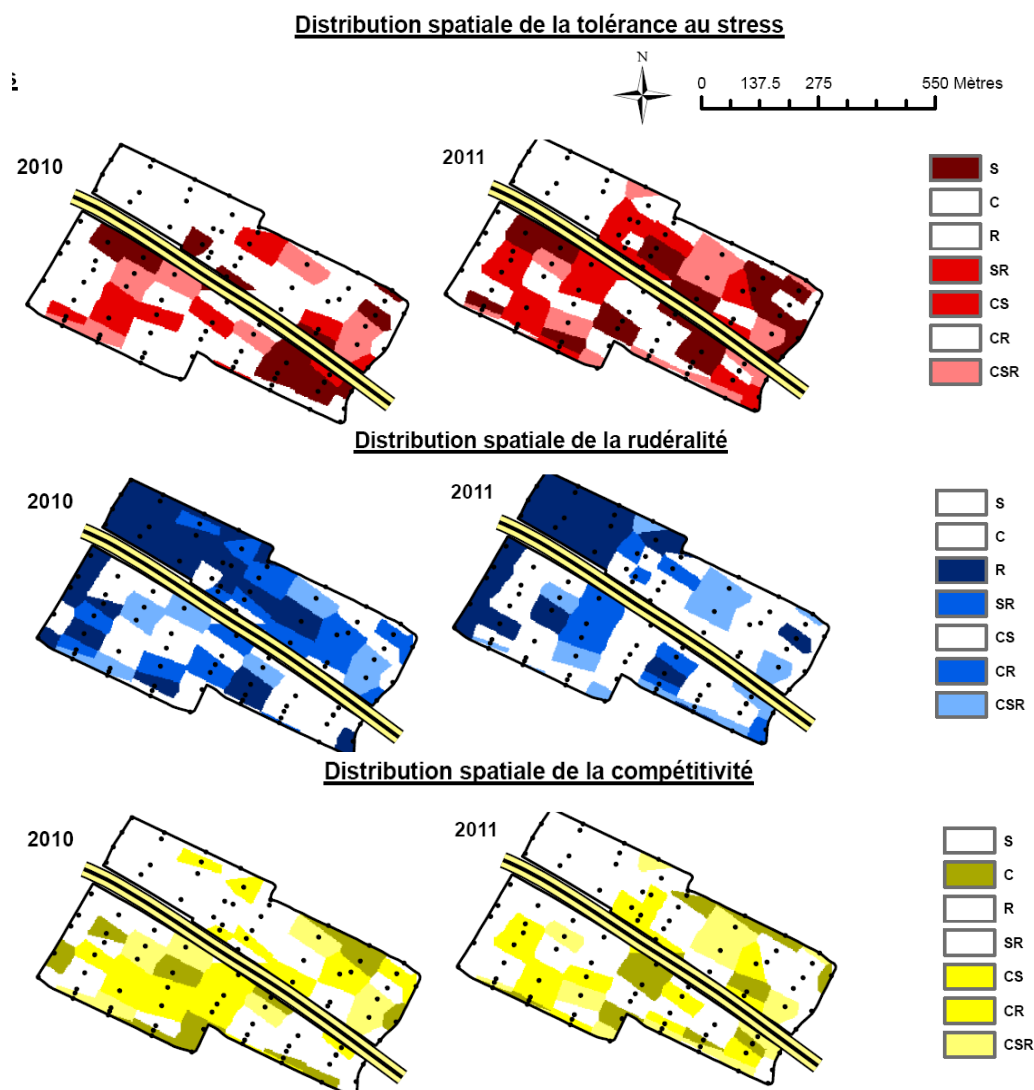 Distribution spatiale de la tolérance au stress
N
0 137.5 275 550 Mètres
2010
2011
S
C
R
SR
CS
CR
CSR
Distribution spatiale de la rudéralité
2010
2011
S
C
R
SR
CS
CR
CSR
Distribution spatiale de la compétitivité
2010
2011
S
C
R
SR
CS
CR
CSR